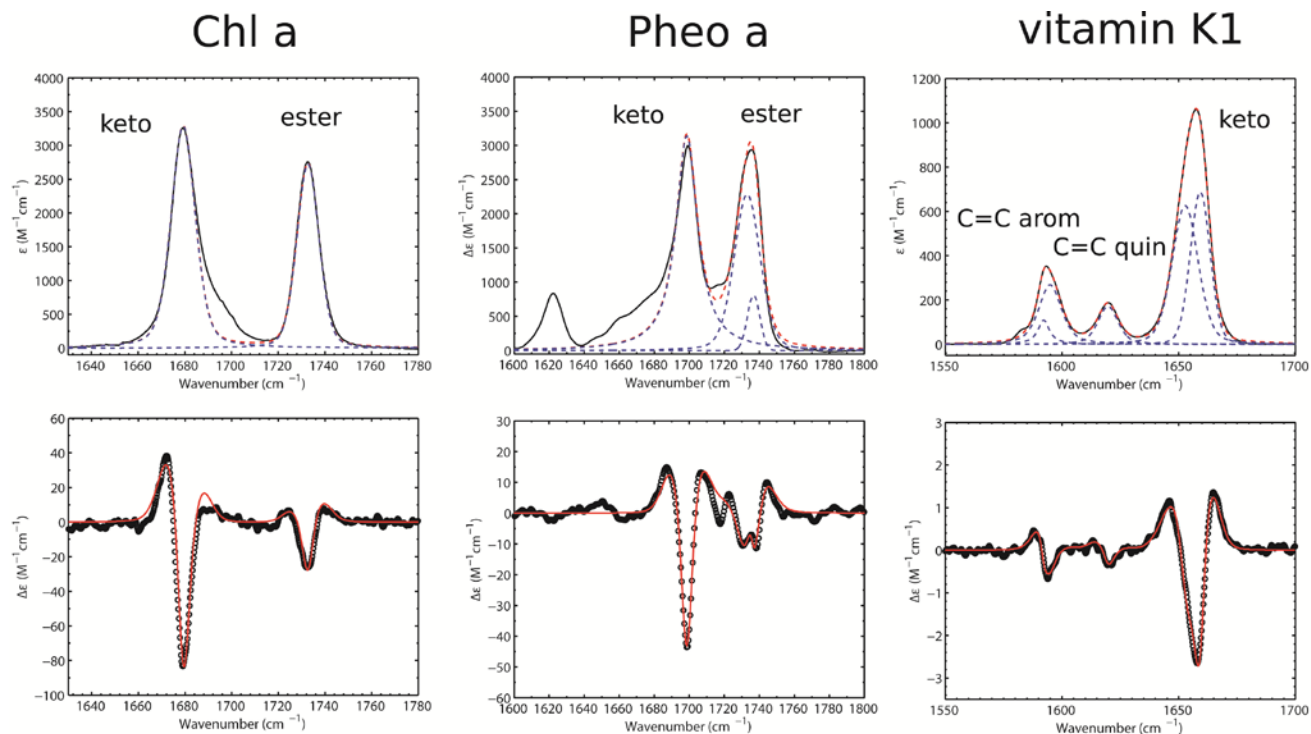 Chl a
Pheo a
vitamin K1
4000
3500
3000
2500
2000
1500
1000
500
0
ε (M⁻¹cm⁻¹)
keto
ester
1640 1660 1680 1700 1720 1740 1760 1780
Wavenumber (cm⁻¹)
4000
3500
3000
2500
2000
1500
1000
500
0
Δε (M⁻¹cm⁻¹)
keto
ester
1600 1620 1640 1660 1680 1700 1720 1740 1760 1780 1800
Wavenumber (cm⁻¹)
1200
1000
800
600
400
200
0
ε (M⁻¹cm⁻¹)
keto
C=C arom
C=C quin
1550 1600 1650 1700
Wavenumber (cm⁻¹)
60
40
20
0
−20
−40
−60
−80
−100
Δε (M⁻¹cm)
1640 1660 1680 1700 1720 1740 1760 1780
Wavenumber (cm⁻¹)
30
20
10
0
−10
−20
−30
−40
−50
−60
Δε (M⁻¹cm)
1600 1620 1640 1660 1680 1700 1720 1740 1760 1780 1800
Wavenumber (cm⁻¹)
3
2
1
0
−1
−2
−3
Δε (M⁻¹cm)
1550 1600 1650 1700
Wavenumber (cm⁻¹)